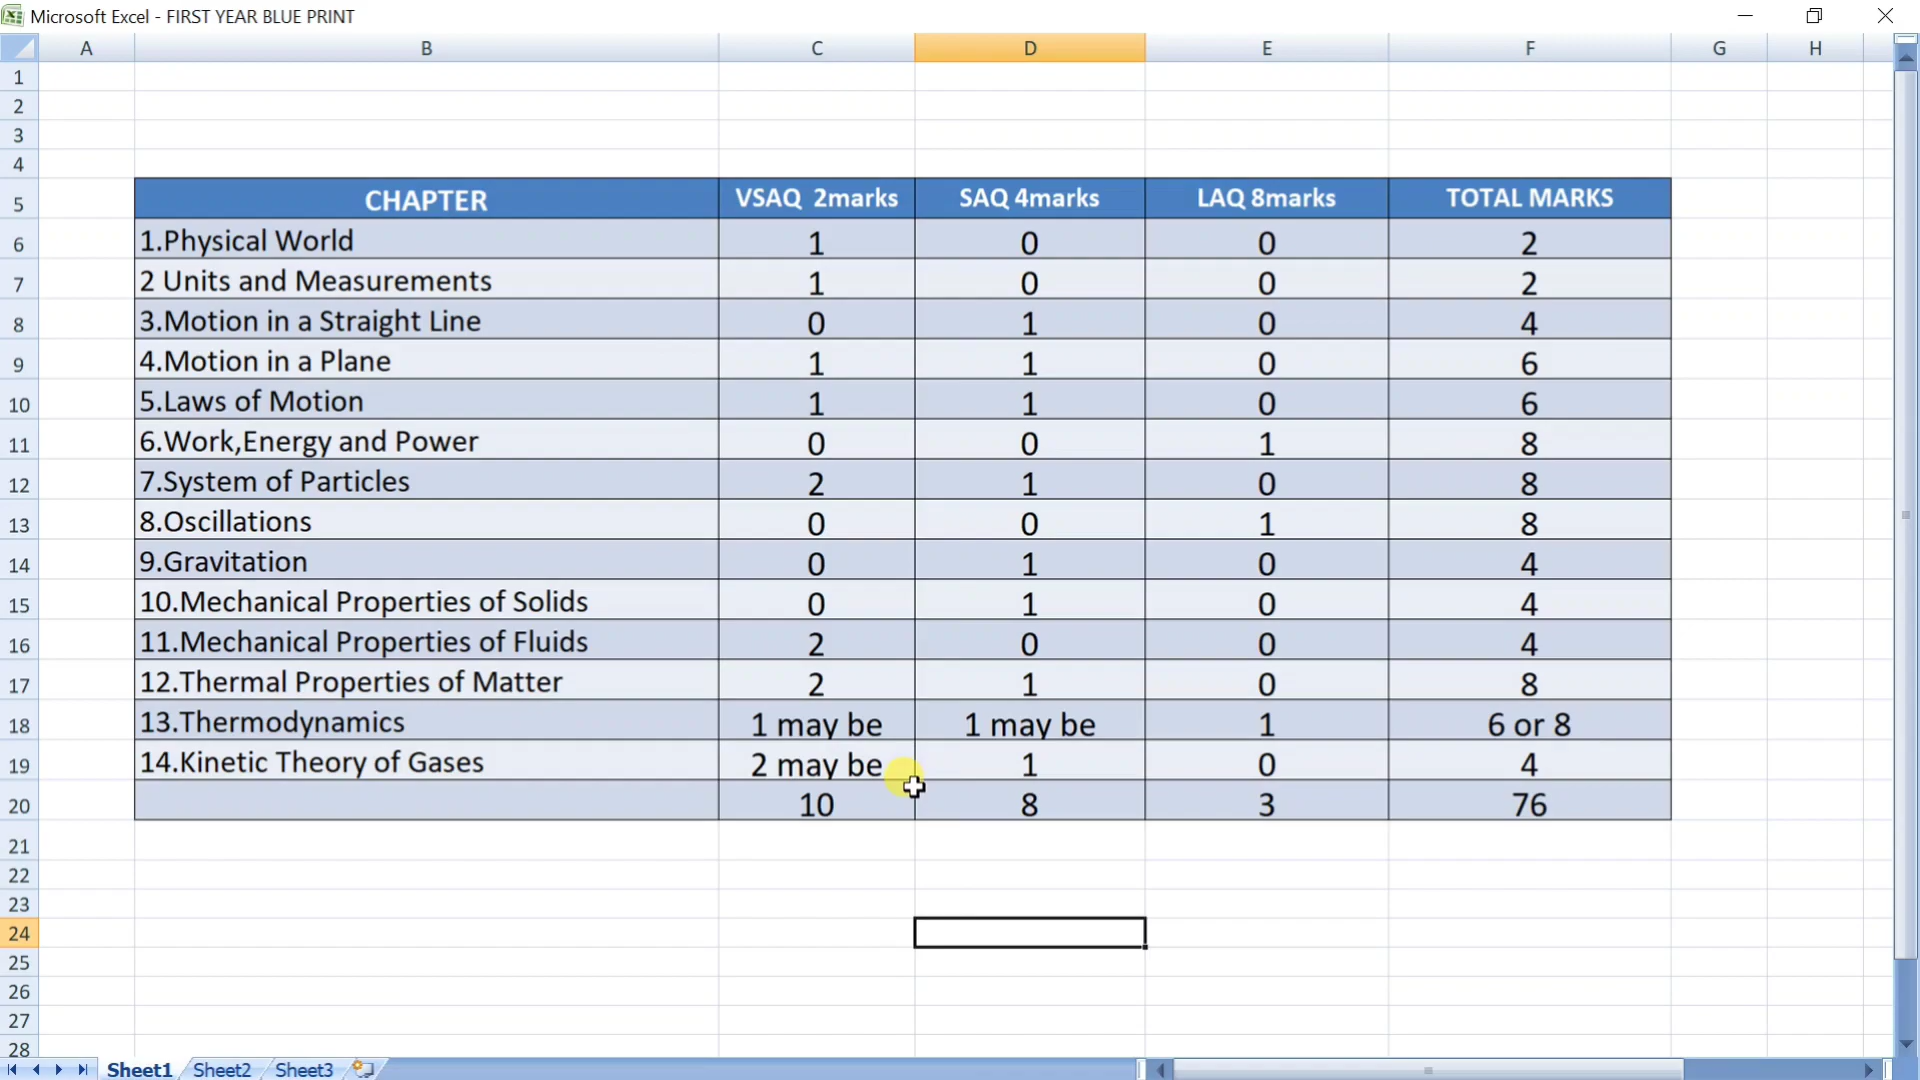 Microsoft Excel - FIRST YEAR BLUE PRINT
A B C D E F G H
1
2
3
4
5 CHAPTER VSAQ 2marks SAQ 4marks LAQ 8marks TOTAL MARKS
6 1.Physical World 1 0 0 2
7 2 Units and Measurements 1 0 0 2
8 3.Motion in a Straight Line 0 1 0 4
9 4.Motion in a Plane 1 1 0 6
10 5.Laws of Motion 1 1 0 6
11 6.Work,Energy and Power 0 0 1 8
12 7.System of Particles 2 1 0 8
13 8.Oscillations 0 0 1 8
14 9.Gravitation 0 1 0 4
15 10.Mechanical Properties of Solids 0 1 0 4
16 11.Mechanical Properties of Fluids 2 0 0 4
17 12.Thermal Properties of Matter 2 1 0 8
18 13.Thermodynamics 1 may be 1 may be 1 6 or 8
19 14.Kinetic Theory of Gases 2 may be 1 0 4
20 10 8 3 76
21
22
23
24
25
26
27
28
Sheet1 Sheet2 Sheet3